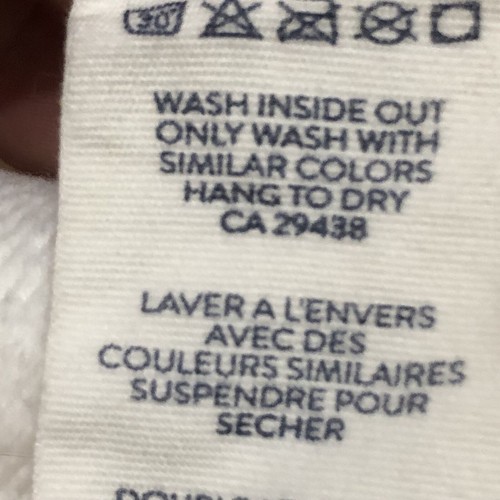 30°
WASH INSIDE OUT
ONLY WASH WITH
SIMILAR COLORS
HANG TO DRY
CA 29438
LAVER A L'ENVERS
AVEC DES
COULEURS SIMILAIRES
SUSPENDRE POUR
SECHER